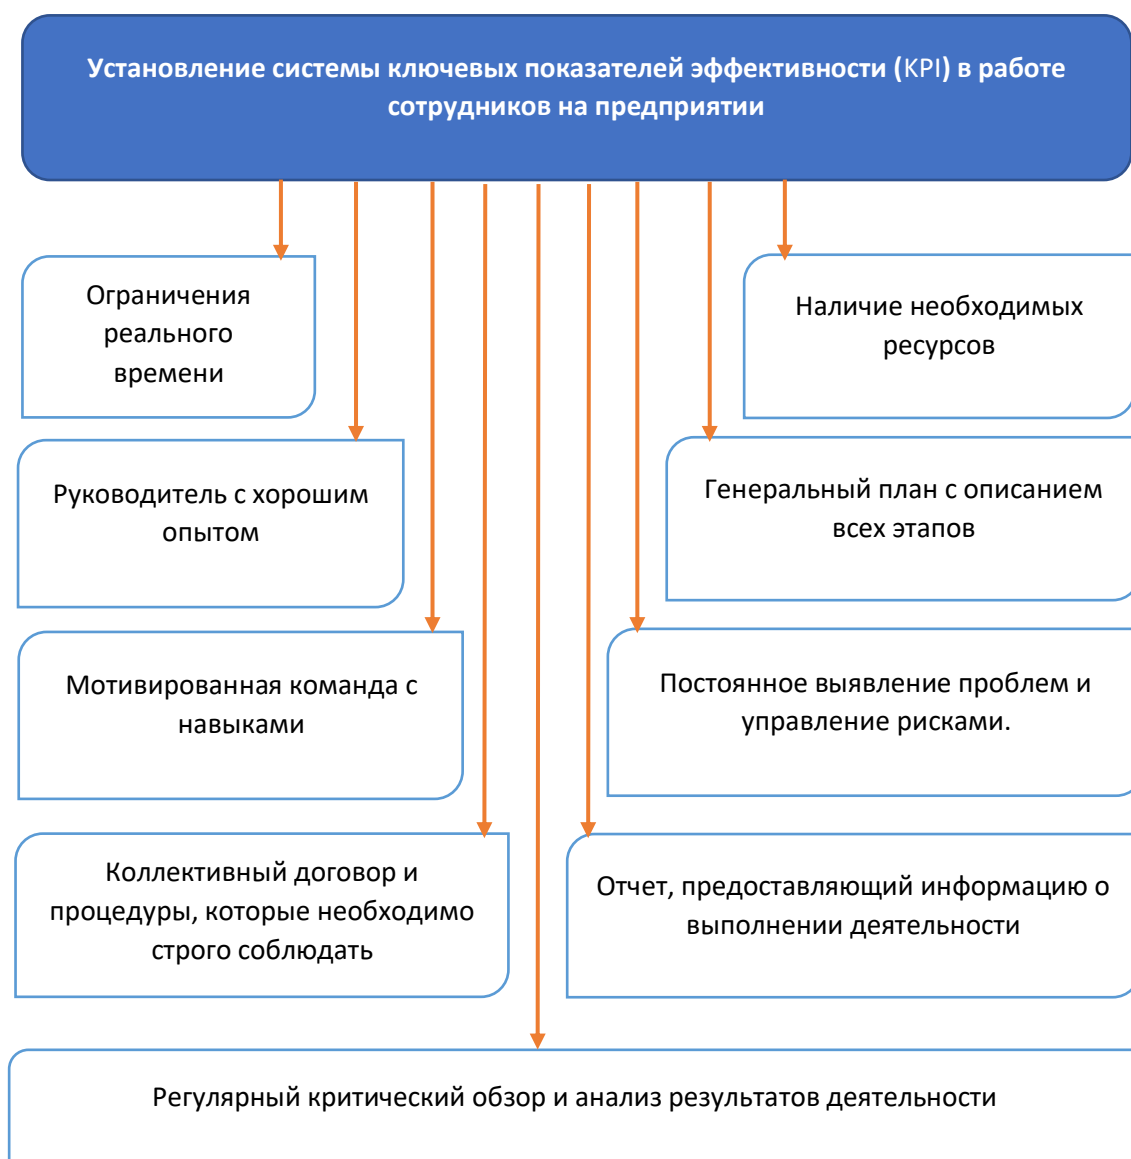 Установление системы ключевых показателей эффективности (KPI) в работе
сотрудников на предприятии
Ограничения
реального
времени
Наличие необходимых
ресурсов
Руководитель с хорошим
опытом
Генеральный план с описанием
всех этапов
Мотивированная команда с
навыками
Постоянное выявление проблем и
управление рисками.
Коллективный договор и
процедуры, которые необходимо
строго соблюдать
Отчет, предоставляющий информацию о
выполнении деятельности
Регулярный критический обзор и анализ результатов деятельности